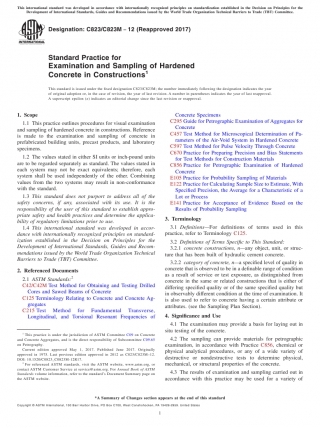 This international standard was developed in accordance with internationally recognized principles on standardization established in the Decision on Principles for the
Development of International Standards, Guides and Recommendations issued by the World Trade Organization Technical Barriers to Trade (TBT) Committee.
Designation: C823/C823M – 12 (Reapproved 2017)
INTERNATIONAL
Standard Practice for
Examination and Sampling of Hardened
Concrete in Constructions1
This standard is issued under the fixed designation C823/C823M; the number immediately following the designation indicates the year
of original adoption or, in the case of revision, the year of last revision. A number in parentheses indicates the year of last reapproval.
A superscript epsilon (ε) indicates an editorial change since the last revision or reapproval.
1. Scope
1.1 This practice outlines procedures for visual examination
and sampling of hardened concrete in constructions. Reference
is made to the examination and sampling of concrete in
prefabricated building units, precast products, and laboratory
specimens.
1.2 The values stated in either SI units or inch-pound units
are to be regarded separately as standard. The values stated in
each system may not be exact equivalents; therefore, each
system shall be used independently of the other. Combining
values from the two systems may result in non-conformance
with the standard.
1.3 This standard does not purport to address all of the
safety concerns, if any, associated with its use. It is the
responsibility of the user of this standard to establish appro-
priate safety and health practices and determine the applica-
bility of regulatory limitations prior to use.
1.4 This international standard was developed in accor-
dance with internationally recognized principles on standard-
ization established in the Decision on Principles for the
Development of International Standards, Guides and Recom-
mendations issued by the World Trade Organization Technical
Barriers to Trade (TBT) Committee.
2. Referenced Documents
2.1 ASTM Standards:2
C42/C42M Test Method for Obtaining and Testing Drilled
Cores and Sawed Beams of Concrete
C125 Terminology Relating to Concrete and Concrete Ag-
gregates
C215 Test Method for Fundamental Transverse,
Longitudinal, and Torsional Resonant Frequencies of
1 This practice is under the jurisdiction of ASTM Committee C09 on Concrete
and Concrete Aggregates, and is the direct responsibility of Subcommittee C09.65
on Petrography.
Current edition approved May 1, 2017. Published June 2017. Originally
approved in 1975. Last previous edition approved in 2012 as C823/C823M–12.
DOI: 10.1520/C0823_C0823M-12R17.
2 For referenced ASTM standards, visit the ASTM website, www.astm.org, or
contact ASTM Customer Service at service@astm.org. For Annual Book of ASTM
Standards volume information, refer to the standard's Document Summary page on
the ASTM website.
Concrete Specimens
C295 Guide for Petrographic Examination of Aggregates for
Concrete
C457 Test Method for Microscopical Determination of Pa-
rameters of the Air-Void System in Hardened Concrete
C597 Test Method for Pulse Velocity Through Concrete
C670 Practice for Preparing Precision and Bias Statements
for Test Methods for Construction Materials
C856 Practice for Petrographic Examination of Hardened
Concrete
E105 Practice for Probability Sampling of Materials
E122 Practice for Calculating Sample Size to Estimate, With
Specified Precision, the Average for a Characteristic of a
Lot or Process
E141 Practice for Acceptance of Evidence Based on the
Results of Probability Sampling
3. Terminology
3.1 Definitions—For definitions of terms used in this
practice, refer to Terminology C125.
3.2 Definitions of Terms Specific to This Standard:
3.2.1 concrete constructions, n—any object, unit, or struc-
ture that has been built of hydraulic cement concrete.
3.2.2 category of concrete, n—a specified level of quality in
concrete that is observed to be in a definable range of condition
as a result of service or test exposure, as distinguished from
concrete in the same or related constructions that is either of
differing specified quality or of the same specified quality but
in observably different condition at the time of examination. It
is also used to refer to concrete having a certain attribute or
attributes. (see the Sampling Plan Section).
4. Significance and Use
4.1 The examination may provide a basis for laying out in
situ testing of the concrete.
4.2 The sampling can provide materials for petrographic
examination, in accordance with Practice C856, chemical or
physical analytical procedures, or any of a wide variety of
destructive or nondestructive tests to determine physical,
mechanical, or structural properties of the concrete.
4.3 The results of examination and sampling carried out in
accordance with this practice may be used for a variety of
*A Summary of Changes section appears at the end of this standard
Copyright © ASTM International, 100 Barr Harbor Drive, PO Box C700, West Conshohocken, PA 19428-2959. United States
1